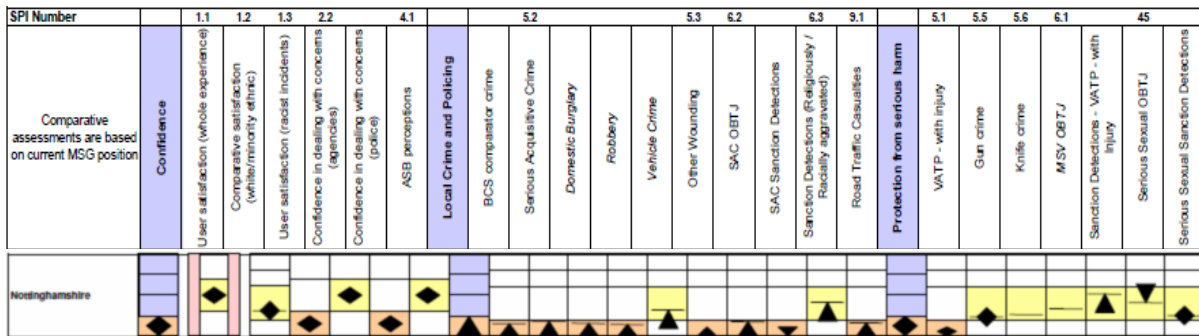 SPI Number 1.1 1.2 1.3 2.2 4.1 5.2 5.3 6.2 6.3 9.1 5.1 5.5 5.6 6.1 45
Comparative
assessments are based
on current MSG position
Confidence
User satisfaction (whole experience)
Comparative satisfaction
(white/minority ethnic)
User satisfaction (racist incidents)
Confidence in dealing with concerns
(agencies)
Confidence in dealing with concerns
(police)
ASB perceptions
Local Crime and Policing
BCS comparator crime
Serious Acquisitive Crime
Domestic Burglary
Robbery
Vehicle Crime
Other Wounding
SAC OBTJ
SAC Sanction Detections
Sanction Detections (Religiously /
Racially aggravated)
Road Traffic Casualties
Protection from serious harm
VATP - with injury
Gun crime
Knife crime
MSV OBTJ
Sanction Detections - VATP - with
Injury
Serious Sexual OBTJ
Serious Sexual Sanction Detections
Nottinghamshire